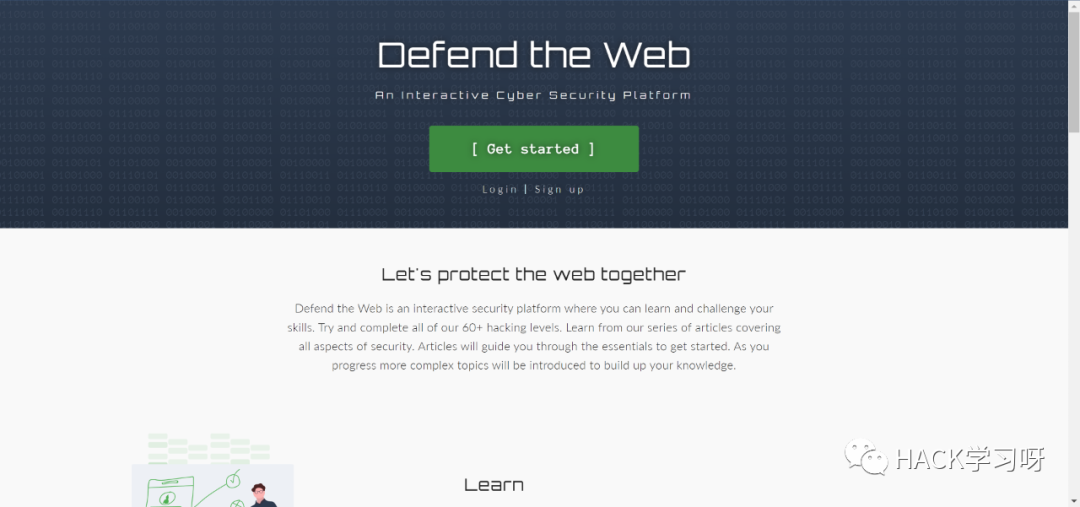 Defend the Web
An Interactive Cyber Security Platform
[ Get started ]
Login | Sign up
Let's protect the web together
Defend the Web is an interactive security platform where you can learn and challenge your
skills. Try and complete all of our 60+ hacking levels. Learn from our series of articles covering
all aspects of security. Articles will guide you through the essentials to get started. As you
progress more complex topics will be introduced to build up your knowledge.
Learn
HACK学习呀